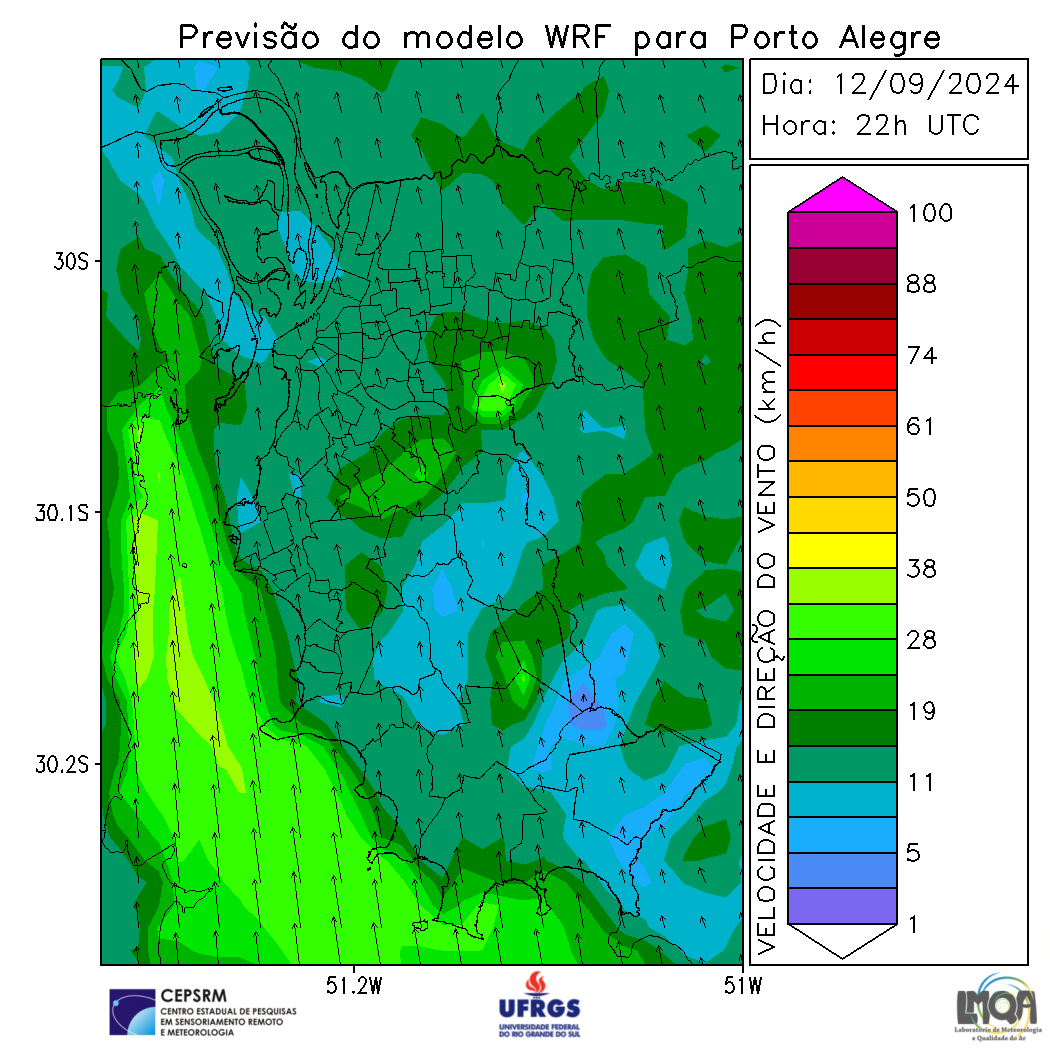 Previsão do modelo WRF para Porto Alegre
Dia: 12/09/2024
Hora: 22h UTC
30S
30.1S
30.2S
51.2W
51W
VELOCIDADE E DIREÇÃO DO VENTO (km/h)
100
88
74
61
50
38
28
19
11
5
1
CEPSRM
CENTRO ESTADUAL DE PESQUISAS
EM SENSORIAMENTO REMOTO
E METEOROLOGIA
UFRGS
UNIVERSIDADE FEDERAL
DO RIO GRANDE DO SUL
LMQA
Laboratório de Meteorologia
e Qualidade do Ar